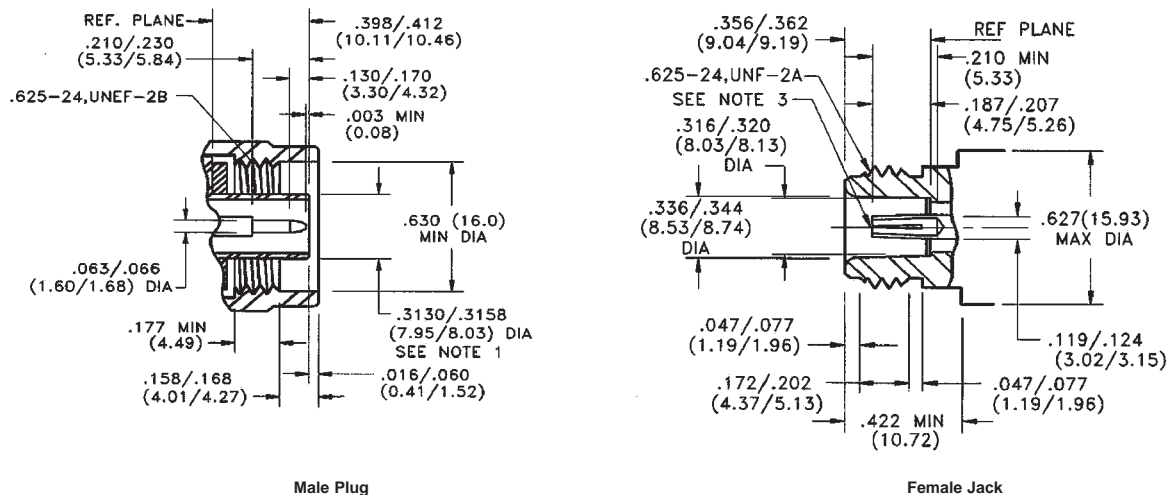 REF. PLANE
.398/.412
(10.11/10.46)
.210/.230
(5.33/5.84)
.130/.170
(3.30/4.32)
.625-24,UNEF-2B
.003 MIN
(0.08)
.630 (16.0)
MIN DIA
.063/.066
(1.60/1.68) DIA
.3130/.3158
(7.95/8.03) DIA
SEE NOTE 1
.177 MIN
(4.49)
.016/.060
(0.41/1.52)
.158/.168
(4.01/4.27)
Male Plug
.356/.362
(9.04/9.19)
REF PLANE
.210 MIN
(5.33)
.625-24,UNF-2A
SEE NOTE 3
.187/.207
(4.75/5.26)
.316/.320
(8.03/8.13)
DIA
.336/.344
(8.53/8.74)
DIA
.627(15.93)
MAX DIA
.047/.077
(1.19/1.96)
.119/.124
(3.02/3.15)
.172/.202
(4.37/5.13)
.047/.077
(1.19/1.96)
.422 MIN
(10.72)
Female Jack